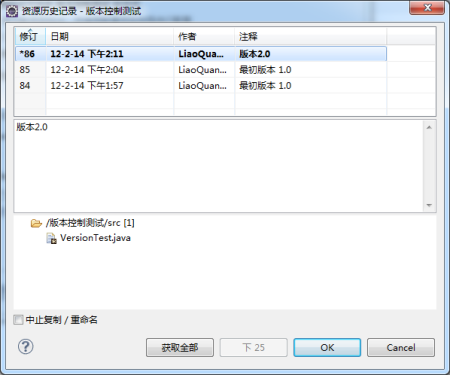 资源历史记录 - 版本控制测试
修订 日期 作者 注释
*86 12-2-14 下午2:11 LiaoQuan... 版本2.0
85 12-2-14 下午2:04 LiaoQuan... 最初版本 1.0
84 12-2-14 下午1:57 LiaoQuan... 最初版本 1.0
版本2.0
/版本控制测试/src [1]
VersionTest.java
中止复制 / 重命名
获取全部 下 25 OK Cancel